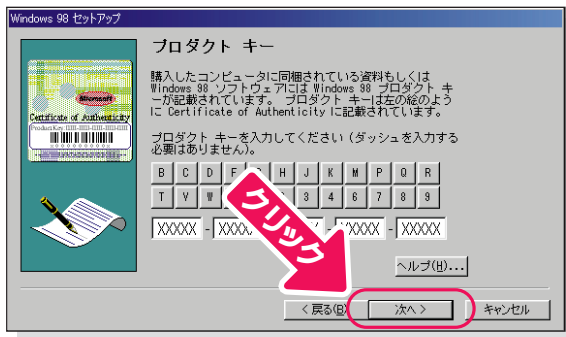 Windows 98 セットアップ
プロダクト キー
購入したコンピュータに同梱されている資料もしくは
Windows 98 ソフトウェアには Windows 98 プロダクト キ
ーが記載されています。 プロダクト キーは左の絵のよう
に Certificate of Authenticity に記載されています。
Microsoft
Certificate of Authenticity
プロダクト キーを入力してください (ダッシュを入力する
必要はありません)。
B C D F H J K M P Q R
T V W 3 4 6 7 8 9
XXXXX - XXXXX - XXXXX - XXXXX
クリック
ヘルプ(H)...
< 戻る(B) 次へ > キャンセル